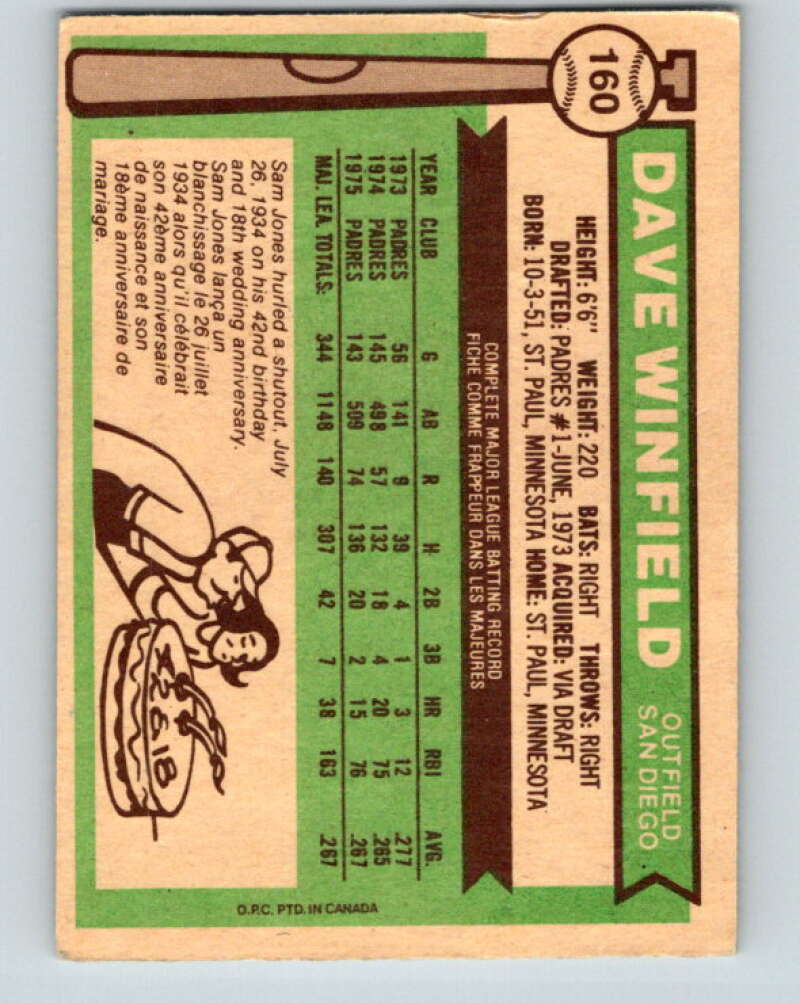 160
DAVE WINFIELD
OUTFIELD
SAN DIEGO
HEIGHT: 6'6" WEIGHT: 220 BATS: RIGHT THROWS: RIGHT
DRAFTED: PADRES #1-JUNE, 1973 ACQUIRED: VIA DRAFT
BORN: 10-3-51, ST. PAUL, MINNESOTA HOME: ST. PAUL, MINNESOTA
COMPLETE MAJOR LEAGUE BATTING RECORD
FICHE COMME FRAPPEUR DANS LES MAJEURES
YEAR CLUB G AB R H 2B 3B HR RBI AVG.
1973 PADRES 56 141 9 39 4 1 3 12 .277
1974 PADRES 145 498 57 132 18 4 20 75 .265
1975 PADRES 143 509 74 136 20 2 15 76 .267
MAJ. LEA. TOTALS: 344 1148 140 307 42 7 38 163 .267
Sam Jones hurled a shutout, July
26, 1934 on his 42nd birthday
and 18th wedding anniversary.
Sam Jones lança un
blanchissage le 26 juillet
1934 alors qu'il célébrait
son 42ème anniversaire
de naissance et son
18ème anniversaire de
mariage.
18
O.P.C. PTD. IN CANADA